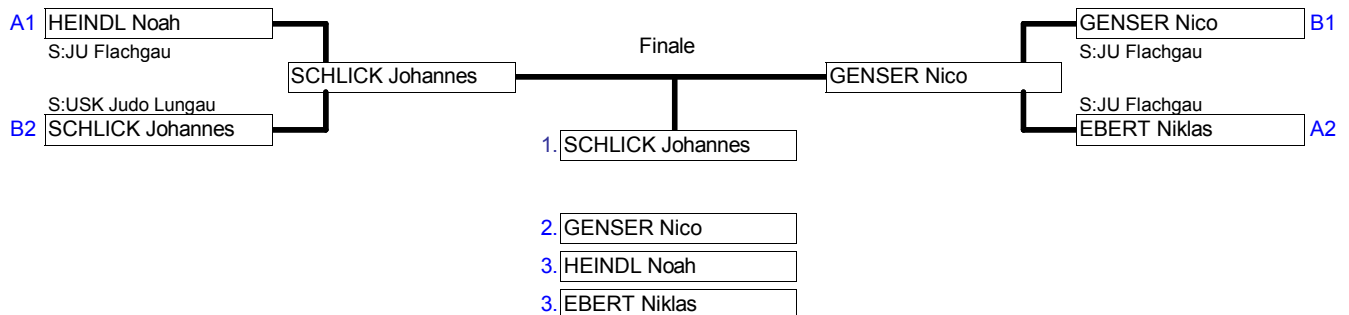 A1 HEINDL Noah
S:JU Flachgau
SCHLICK Johannes
S:USK Judo Lungau
B2 SCHLICK Johannes
Finale
GENSER Nico
GENSER Nico B1
S:JU Flachgau
S:JU Flachgau
EBERT Niklas A2
1. SCHLICK Johannes
2. GENSER Nico
3. HEINDL Noah
3. EBERT Niklas